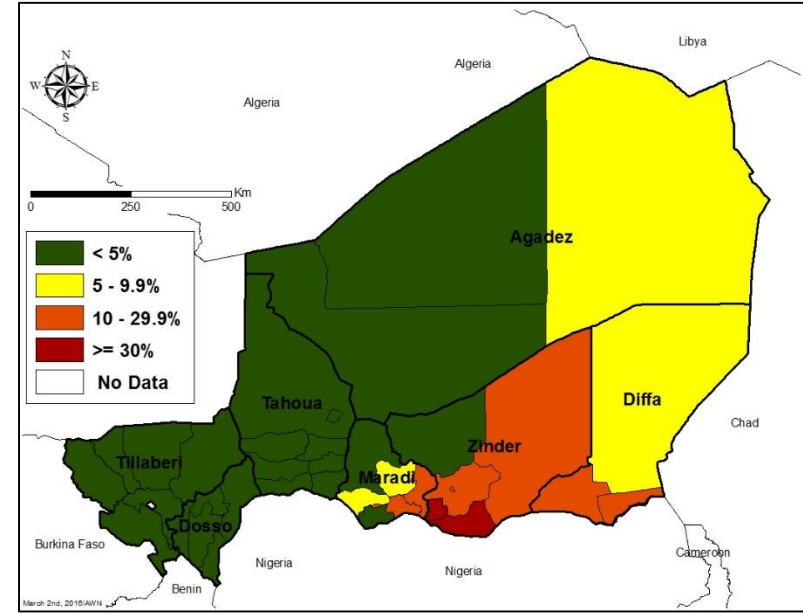 Libya
Algeria
N
W E
S
Algeria
Km
0 250 500
Agadez
< 5%
5 - 9.9%
10 - 29.9%
>= 30%
No Data
Tahoua
Diffa
Chad
Zinder
Tillaberi
Maradi
Dosso
Burkina Faso
Nigeria
Nigeria
Cameroon
Benin
March 2nd, 2016/AWN